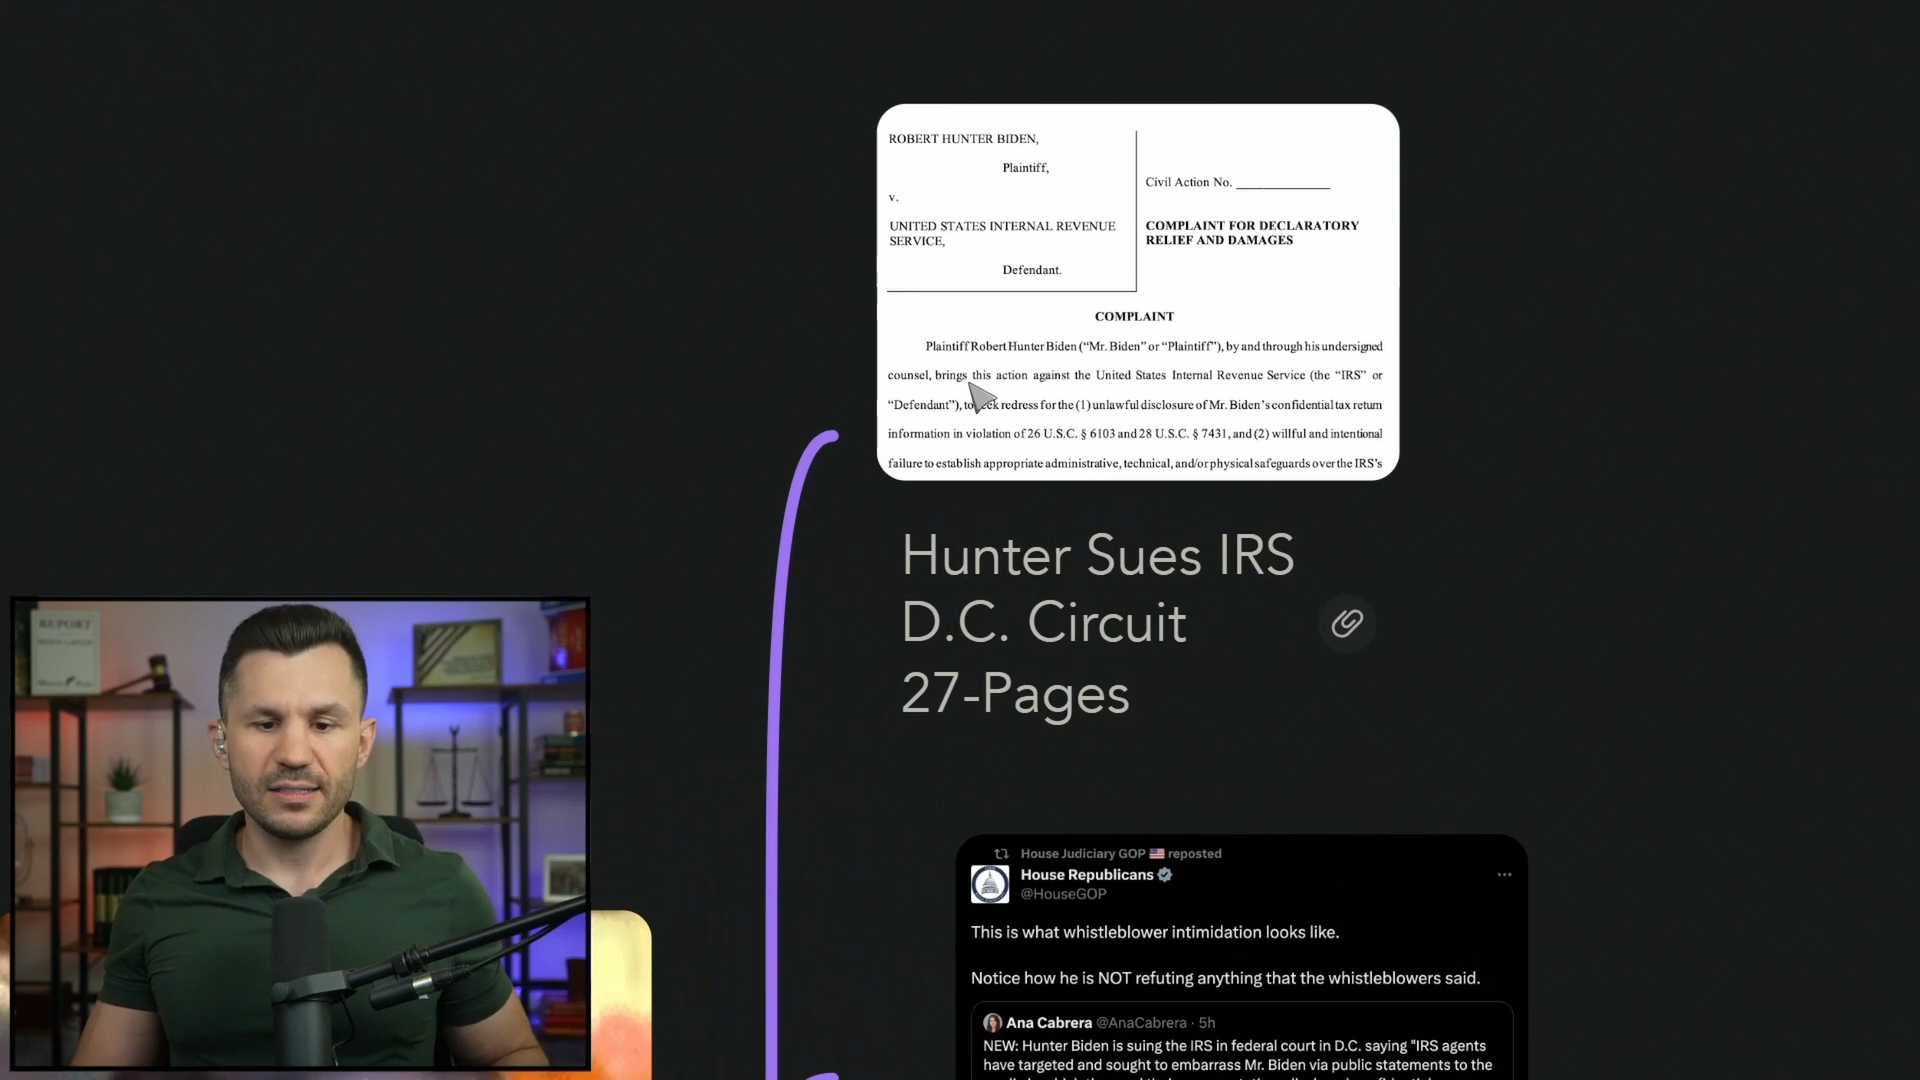 ROBERT HUNTER BIDEN,
Plaintiff,
v.
UNITED STATES INTERNAL REVENUE
SERVICE,
Defendant.
Civil Action No. ______________
COMPLAINT FOR DECLARATORY
RELIEF AND DAMAGES
COMPLAINT
Plaintiff Robert Hunter Biden (“Mr. Biden” or “Plaintiff”), by and through his undersigned
counsel, brings this action against the United States Internal Revenue Service (the “IRS” or
“Defendant”), to redress for the (1) unlawful disclosure of Mr. Biden’s confidential tax return
information in violation of 26 U.S.C. § 6103 and 28 U.S.C. § 7431, and (2) willful and intentional
failure to establish appropriate administrative, technical, and/or physical safeguards over the IRS’s
Hunter Sues IRS
D.C. Circuit
27-Pages
REPORT
House Judiciary GOP 🇺🇸 reposted
House Republicans
@HouseGOP
This is what whistleblower intimidation looks like.
Notice how he is NOT refuting anything that the whistleblowers said.
Ana Cabrera @AnaCabrera · 5h
NEW: Hunter Biden is suing the IRS in federal court in D.C. saying "IRS agents
have targeted and sought to embarrass Mr. Biden via public statements to the